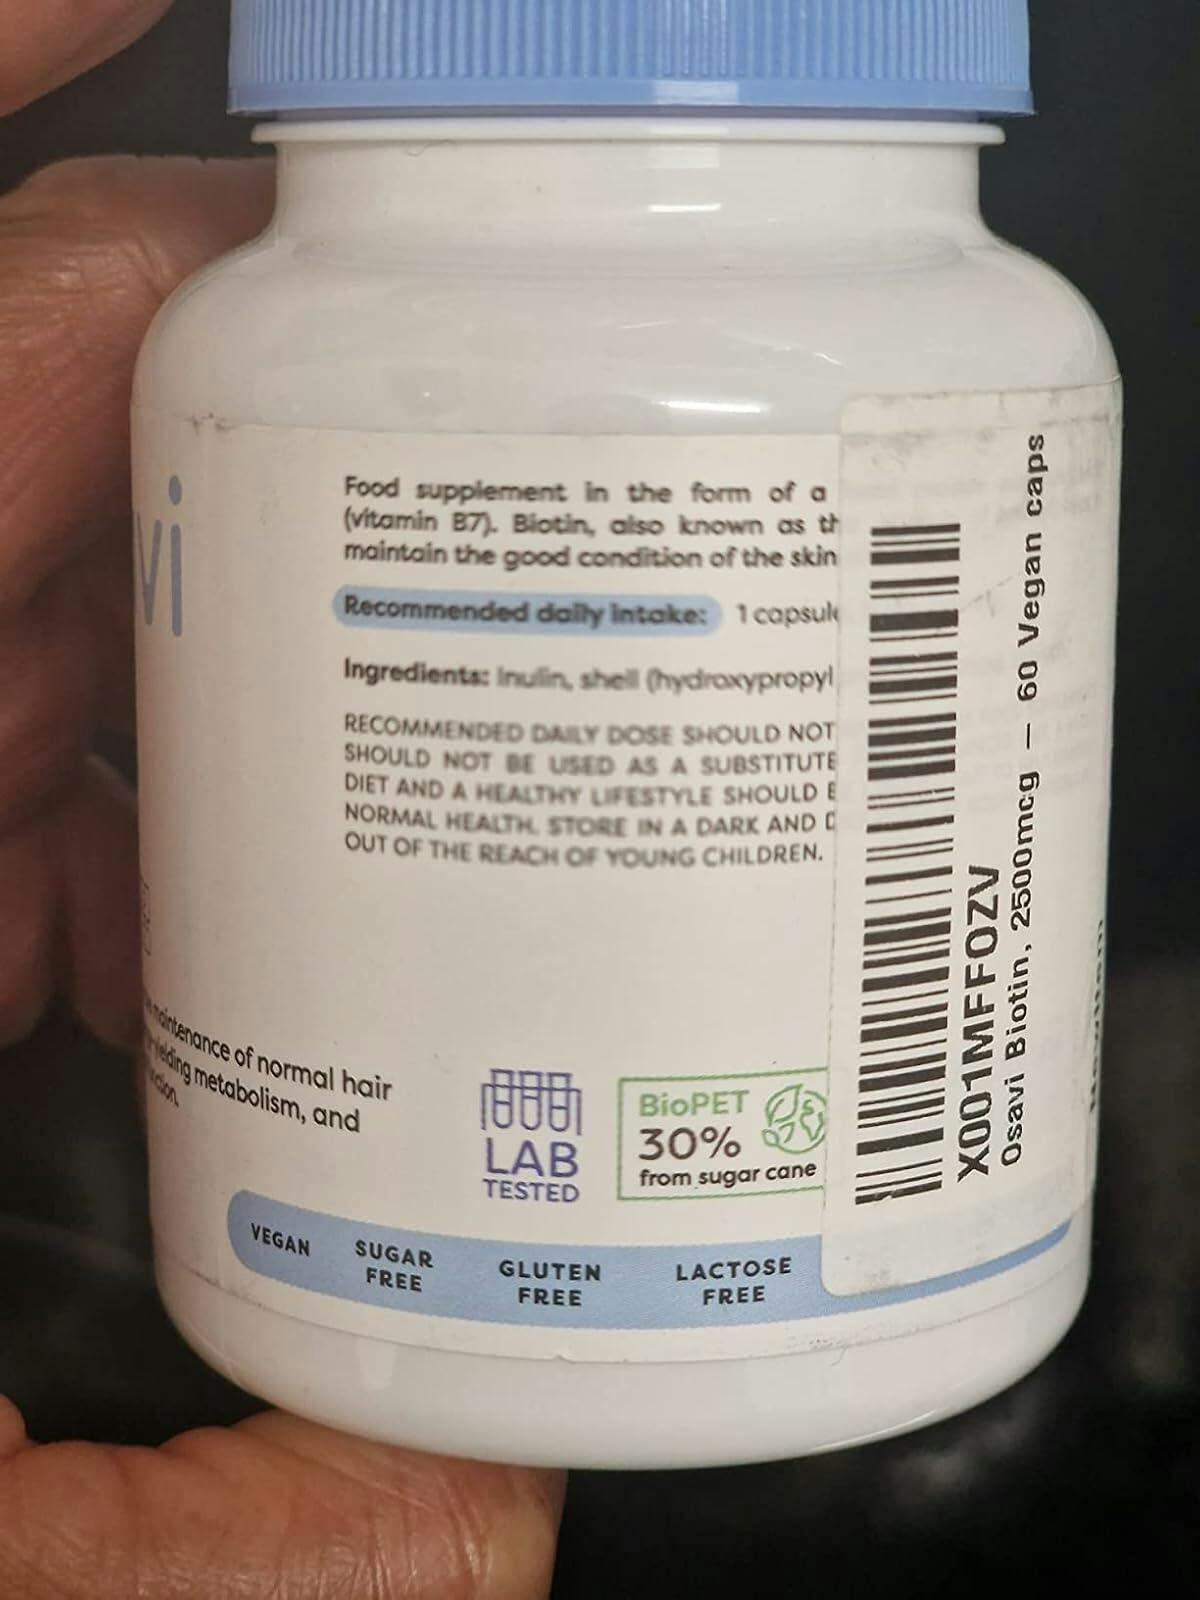 vi
Food supplement in the form of a
(vitamin B7). Biotin, also known as th
maintain the good condition of the skin
Recommended daily intake: 1 capsule
Ingredients: Inulin, shell (hydroxypropyl
RECOMMENDED DAILY DOSE SHOULD NOT
SHOULD NOT BE USED AS A SUBSTITUTE
DIET AND A HEALTHY LIFESTYLE SHOULD B
NORMAL HEALTH. STORE IN A DARK AND D
OUT OF THE REACH OF YOUNG CHILDREN.
maintenance of normal hair
metabolism, and
LAB
TESTED
BioPET
30%
from sugar cane
VEGAN
SUGAR
FREE
GLUTEN
FREE
LACTOSE
FREE
X001MFFOZV
Osavi Biotin, 2500mcg — 60 Vegan caps